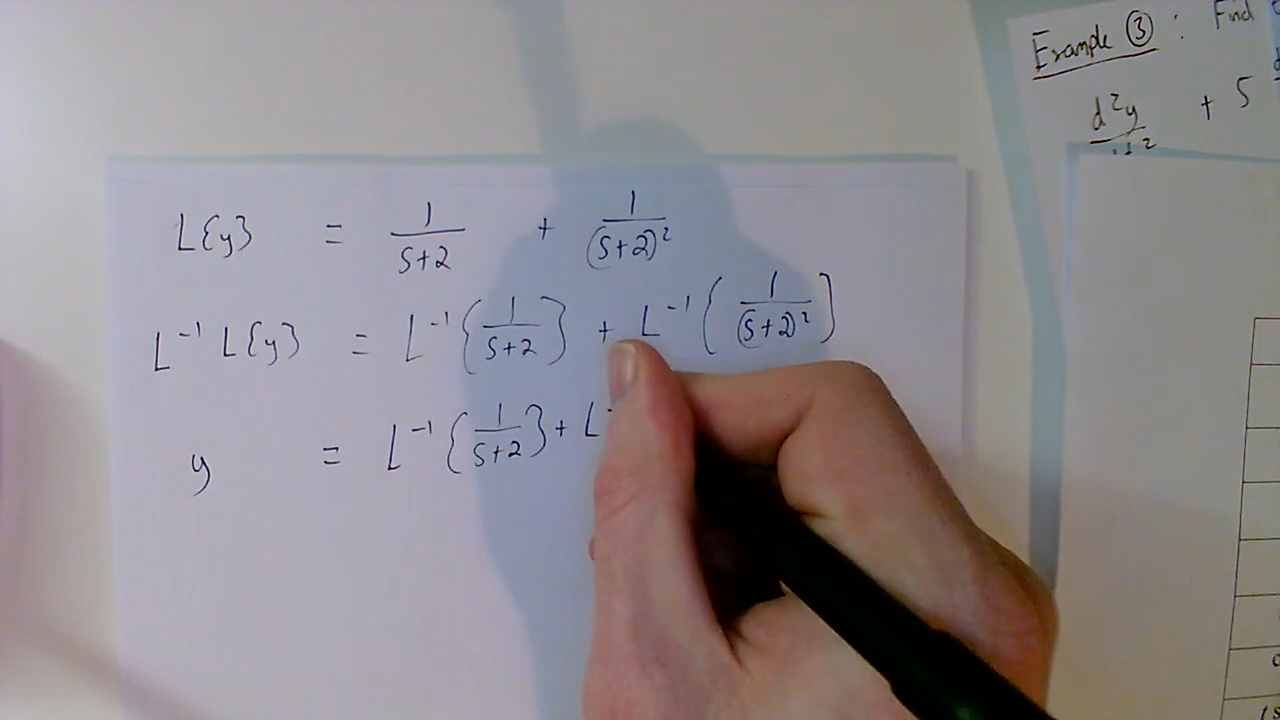 Example ③ : Find
d²y + 5
L{y} = 1/(s+2) + 1/(s+2)²
L⁻¹ L{y} = L⁻¹ {1/(s+2)} + L⁻¹ {1/(s+2)²}
y = L⁻¹ {1/(s+2)} + L